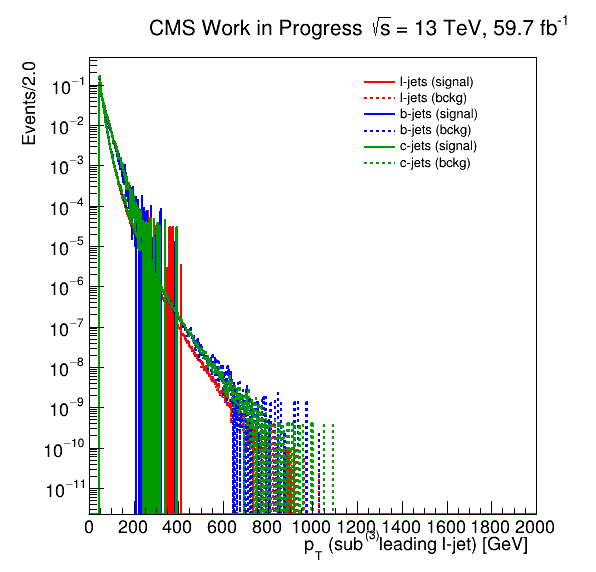 CMS Work in Progress √s = 13 TeV, 59.7 fb⁻¹
Events/2.0
l-jets (signal)
l-jets (bckg)
b-jets (signal)
b-jets (bckg)
c-jets (signal)
c-jets (bckg)
10⁻¹
10⁻²
10⁻³
10⁻⁴
10⁻⁵
10⁻⁶
10⁻⁷
10⁻⁸
10⁻⁹
10⁻¹⁰
10⁻¹¹
0 200 400 600 800 1000 1200 1400 1600 1800 2000
p_T (sub⁽³⁾leading l-jet) [GeV]